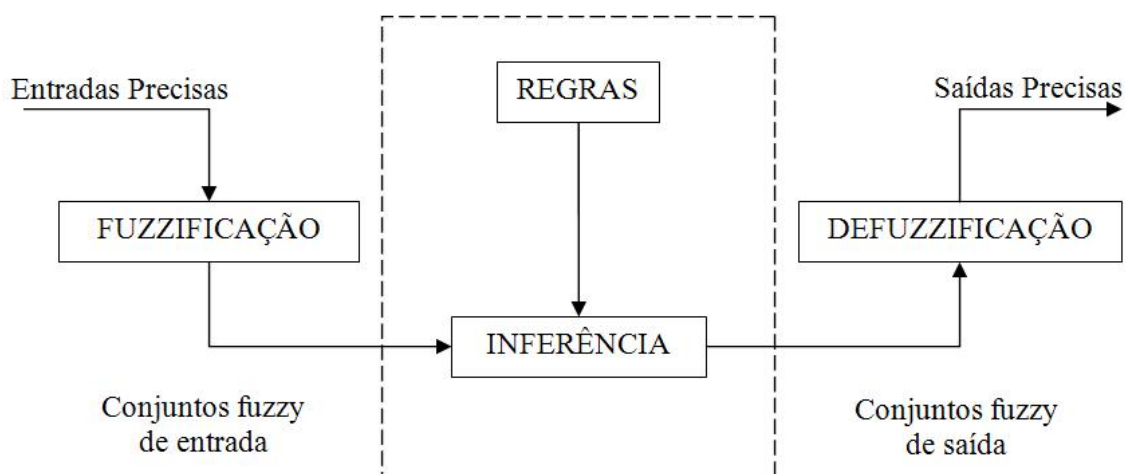 Entradas Precisas
REGRAS
Saídas Precisas
FUZZIFICAÇÃO
DEFUZZIFICAÇÃO
INFERÊNCIA
Conjuntos fuzzy
de entrada
Conjuntos fuzzy
de saída